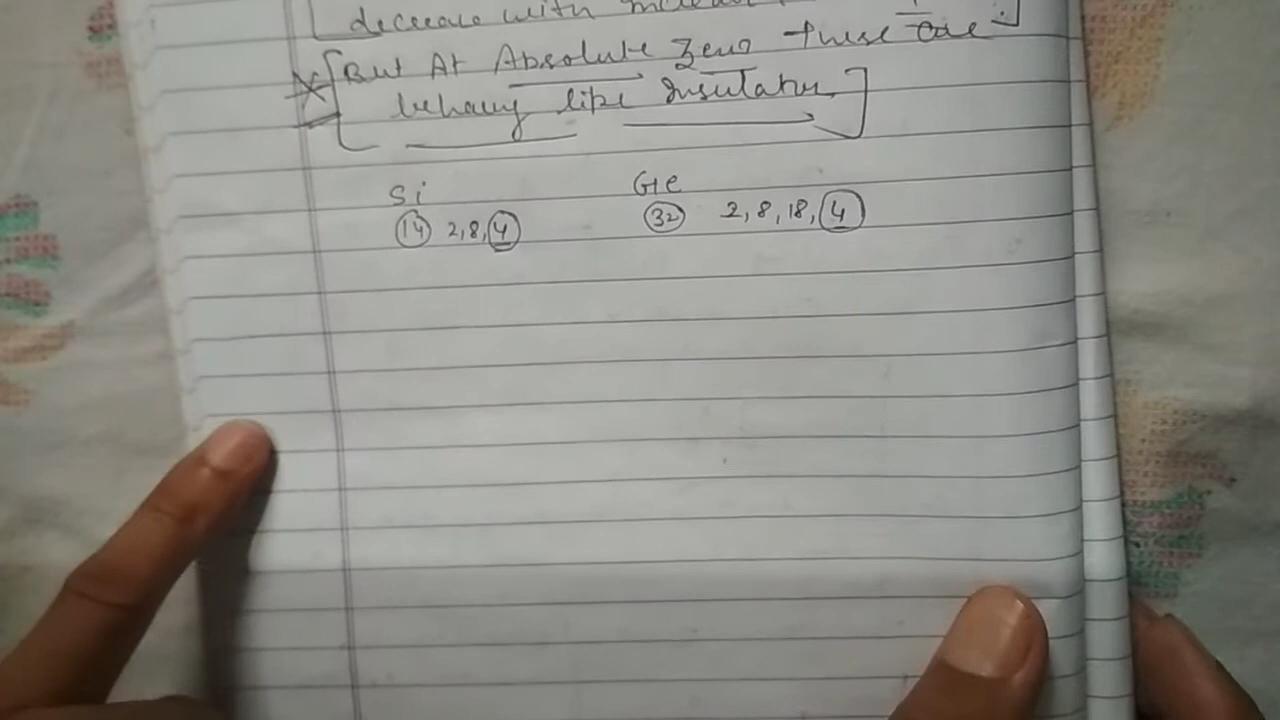 decrease with
But At Absolute Zero these are
behavy like Insulator
Si Ge
14 2,8,4 32 2,8,18,4